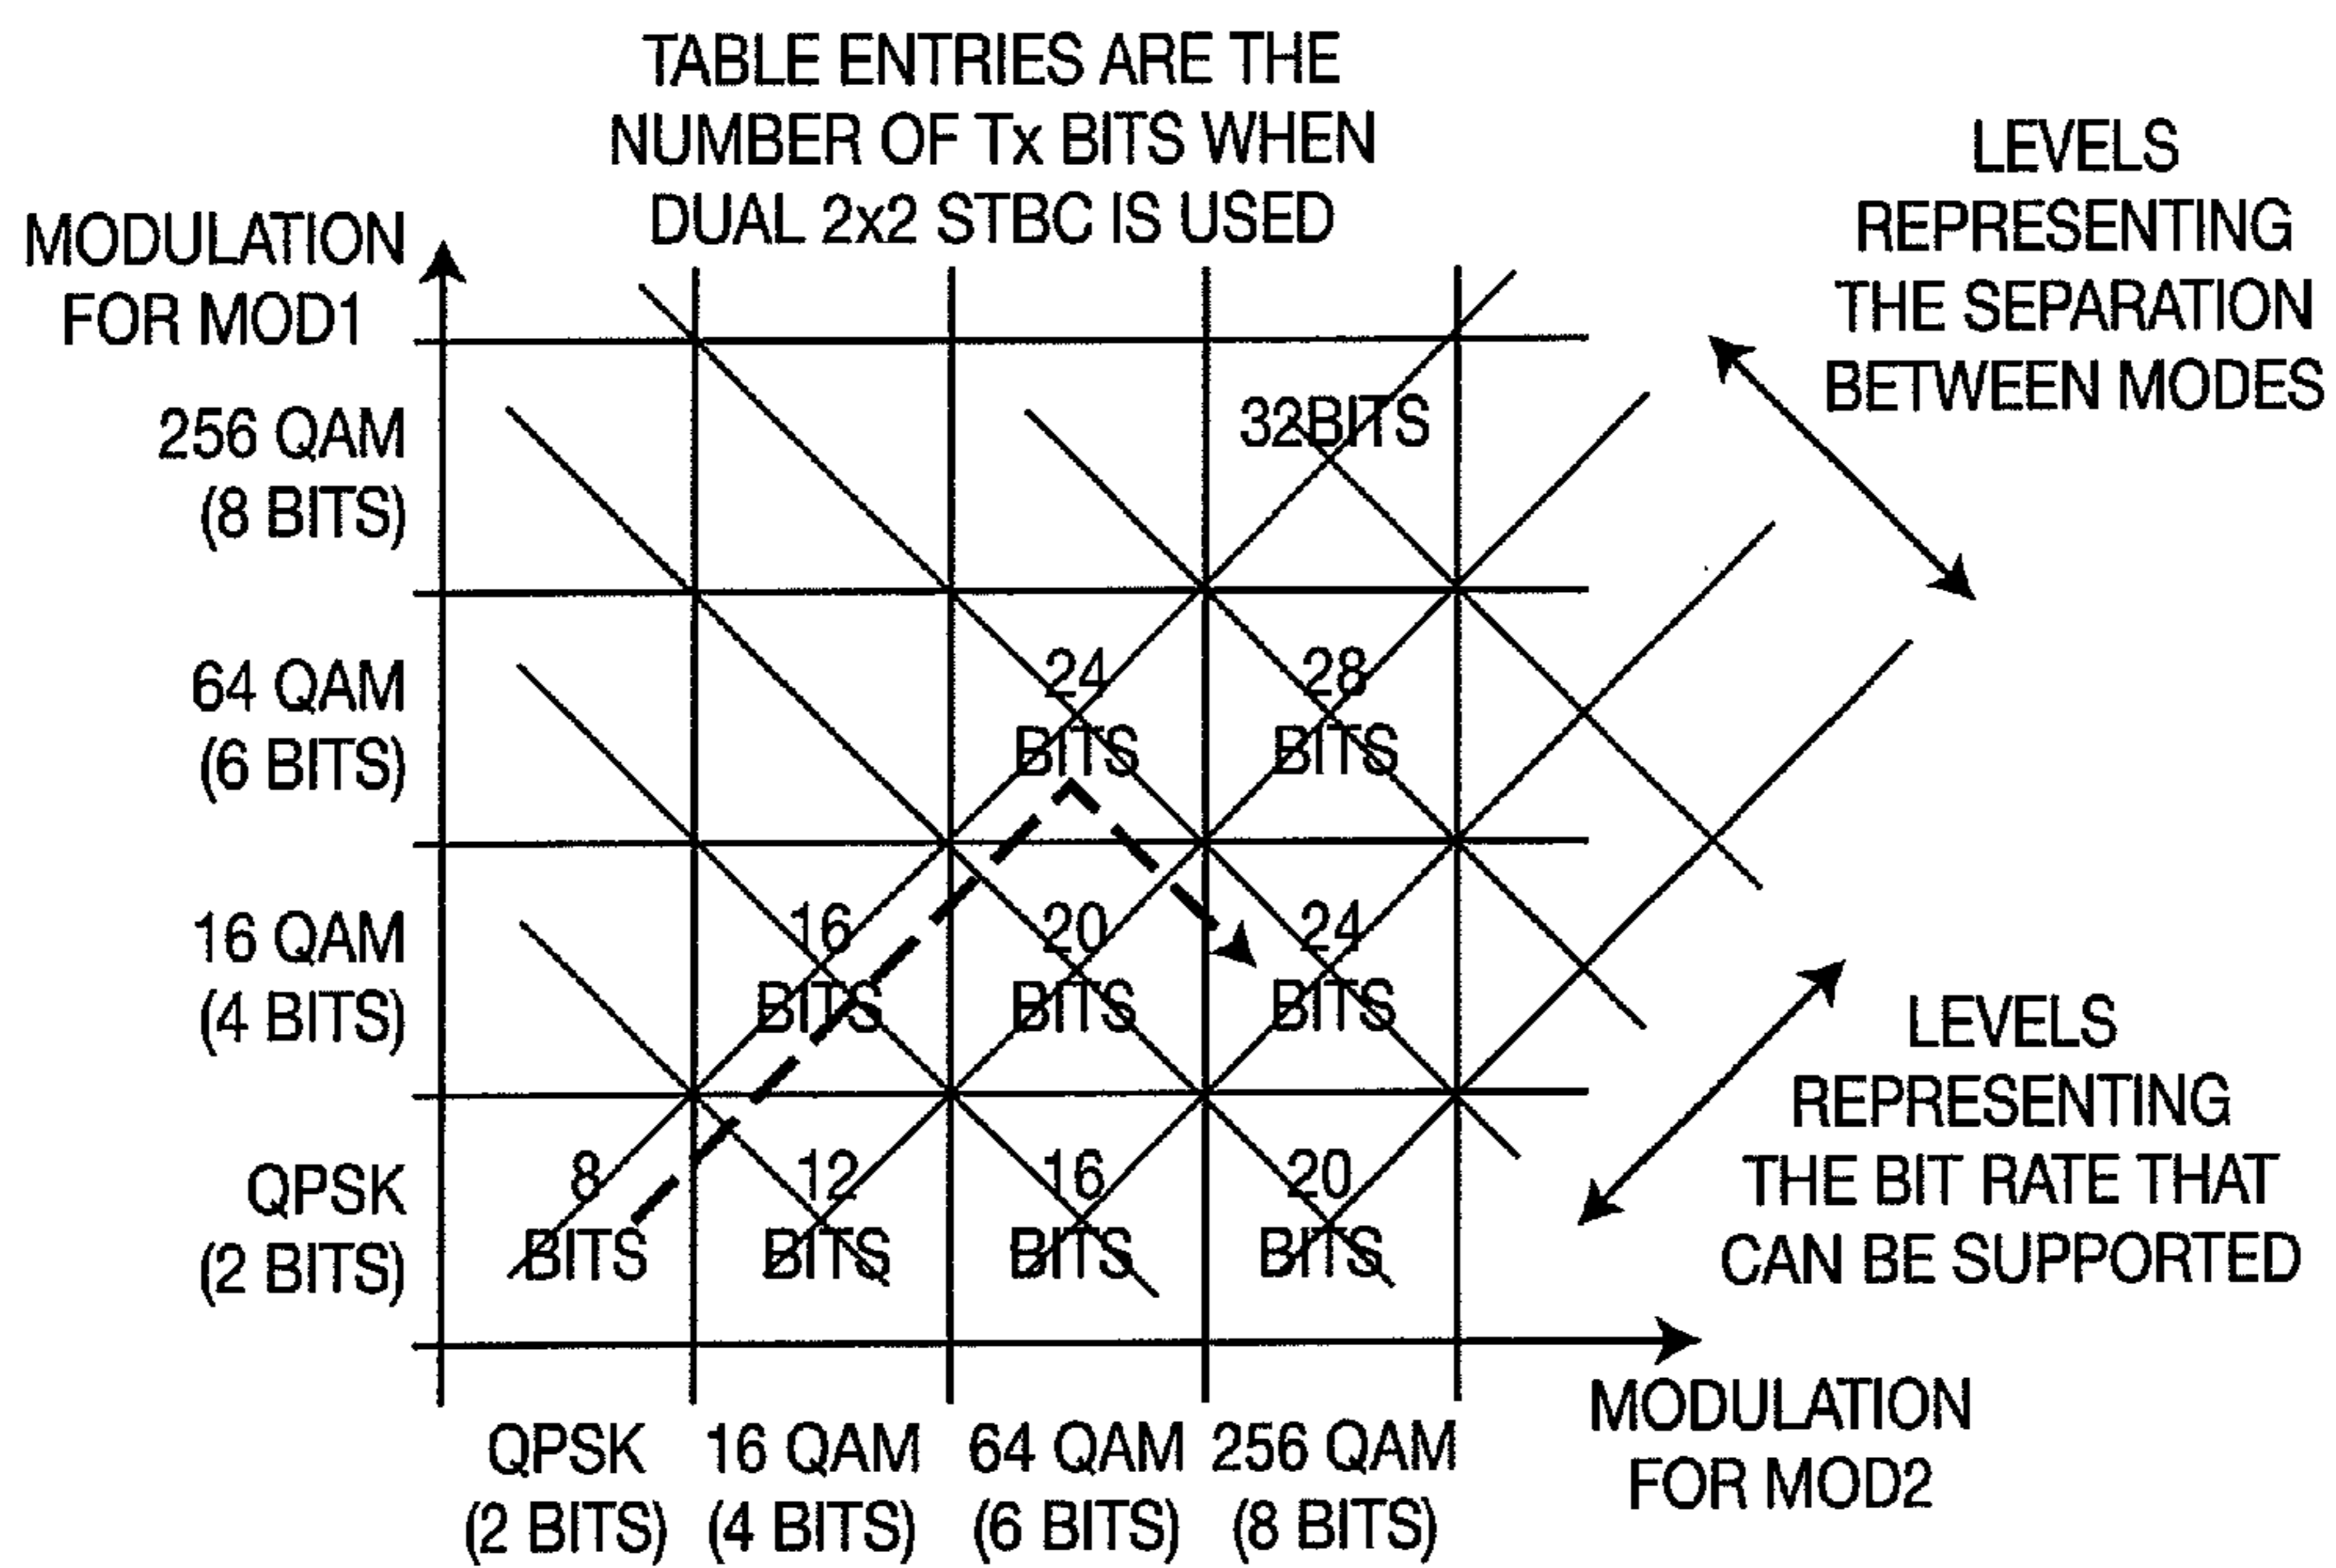 TABLE ENTRIES ARE THE
NUMBER OF Tx BITS WHEN
DUAL 2x2 STBC IS USED
LEVELS
REPRESENTING
THE SEPARATION
BETWEEN MODES
MODULATION
FOR MOD1
256 QAM
(8 BITS)
32BITS
64 QAM
(6 BITS)
24
BITS
28
BITS
16 QAM
(4 BITS)
16
BITS
20
BITS
24
BITS
QPSK
(2 BITS)
8
BITS
12
BITS
16
BITS
20
BITS
LEVELS
REPRESENTING
THE BIT RATE THAT
CAN BE SUPPORTED
QPSK
(2 BITS)
16 QAM
(4 BITS)
64 QAM
(6 BITS)
256 QAM
(8 BITS)
MODULATION
FOR MOD2